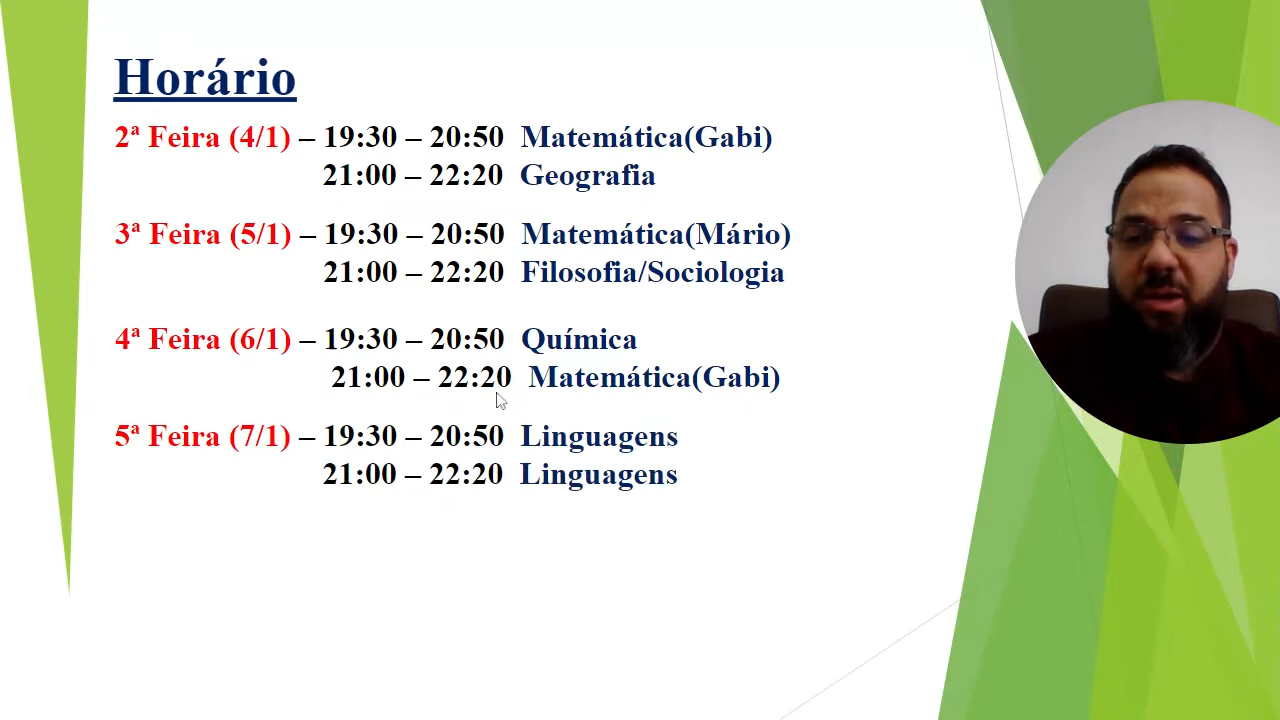 Horário
2ª Feira (4/1) – 19:30 – 20:50 Matemática(Gabi)
21:00 – 22:20 Geografia
3ª Feira (5/1) – 19:30 – 20:50 Matemática(Mário)
21:00 – 22:20 Filosofia/Sociologia
4ª Feira (6/1) – 19:30 – 20:50 Química
21:00 – 22:20 Matemática(Gabi)
5ª Feira (7/1) – 19:30 – 20:50 Linguagens
21:00 – 22:20 Linguagens